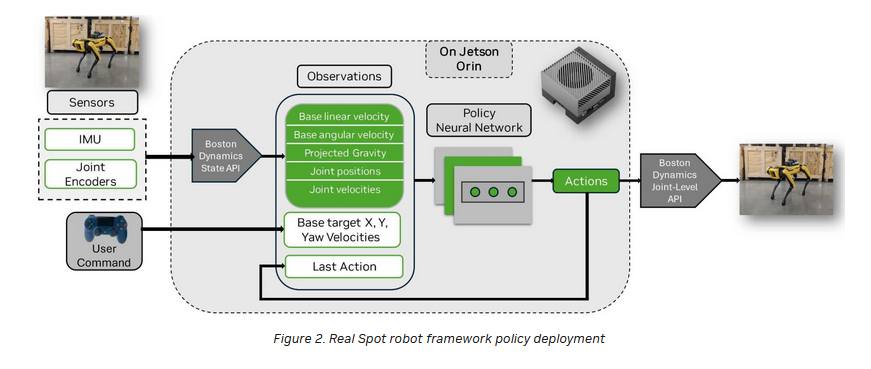 On Jetson
Orin
Observations
Sensors
IMU
Joint
Encoders
Boston
Dynamics
State API
Base linear velocity
Base angular velocity
Projected Gravity
Joint positions
Joint velocities
Policy
Neural Network
Actions
Boston
Dynamics
Joint-Level
API
User
Command
Base target X, Y,
Yaw Velocities
Last Action
Figure 2. Real Spot robot framework policy deployment